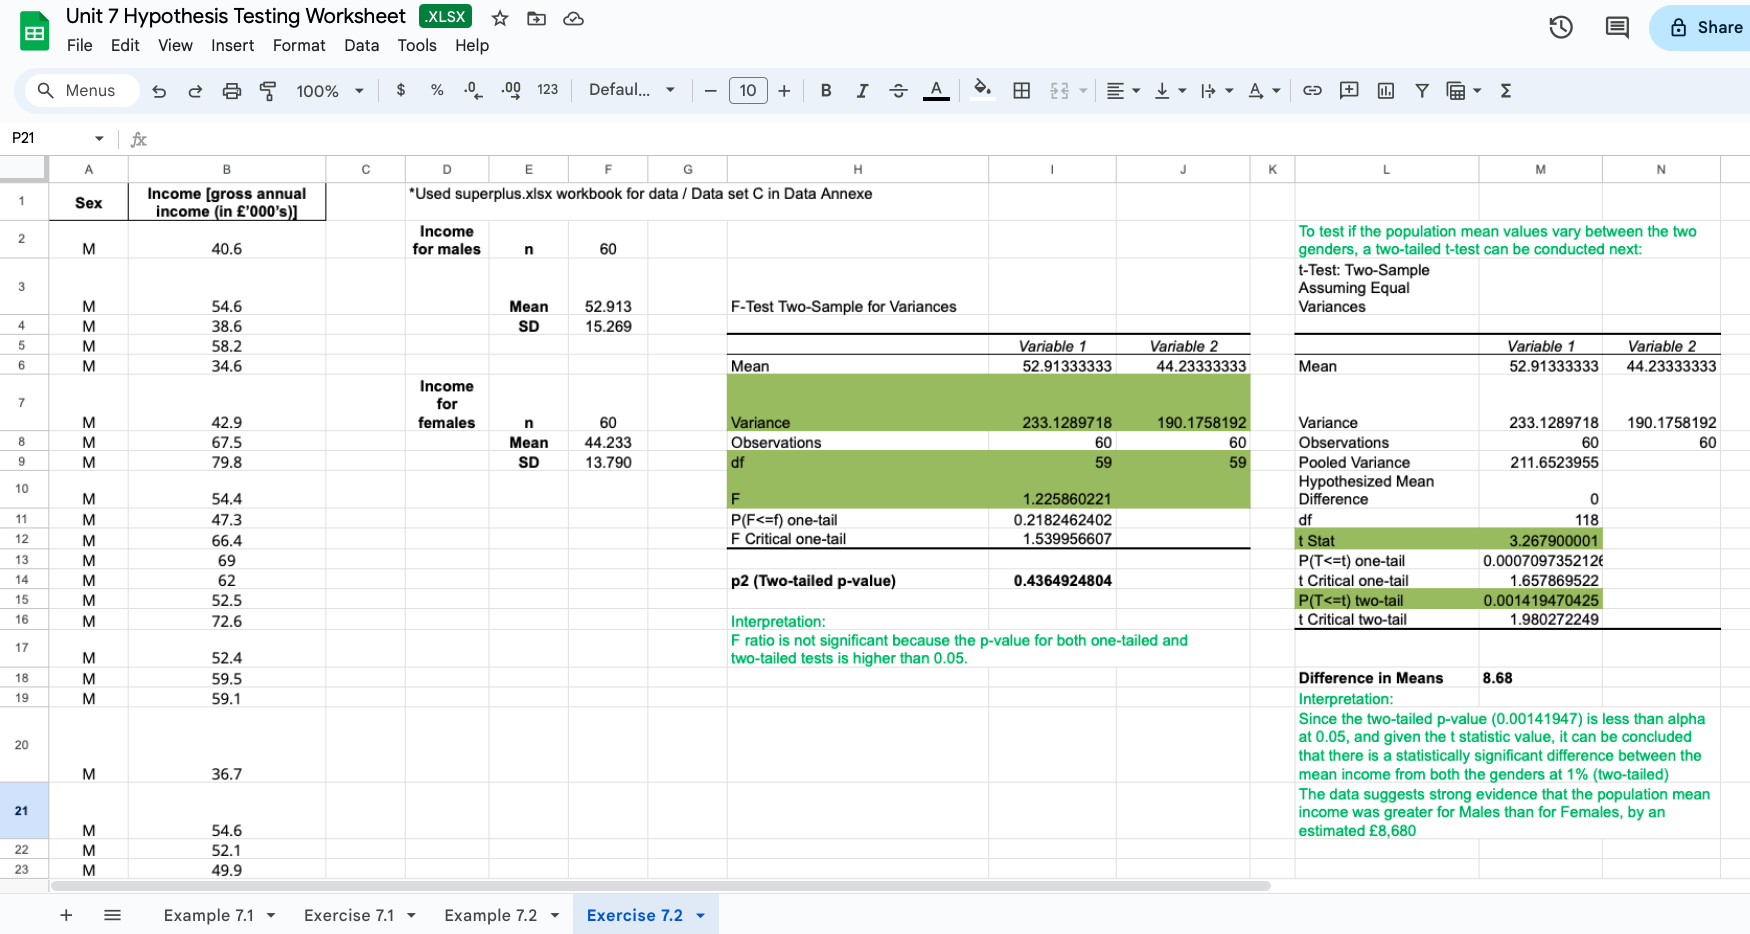 Unit 7 Hypothesis Testing Worksheet .XLSX
File Edit View Insert Format Data Tools Help
Share
Menus 100% $ % .0 .00 123 Defaul... 10 B I A
P21 fx
A B C D E F G H I J K L M N
1 Sex Income [gross annual income (in £'000's)] *Used superplus.xlsx workbook for data / Data set C in Data Annexe
2 M 40.6 Income for males n 60 To test if the population mean values vary between the two genders, a two-tailed t-test can be conducted next:
3 M 54.6 Mean 52.913 F-Test Two-Sample for Variances t-Test: Two-Sample Assuming Equal Variances
4 M 38.6 SD 15.269
5 M 58.2 Variable 1 Variable 2 Variable 1 Variable 2
6 M 34.6 Mean 52.91333333 44.23333333 Mean 52.91333333 44.23333333
7 M 42.9 Income for females n 60 Variance 233.1289718 190.1758192 Variance 233.1289718 190.1758192
8 M 67.5 Mean 44.233 Observations 60 60 Observations 60 60
9 M 79.8 SD 13.790 df 59 59 Pooled Variance 211.6523955
10 M 54.4 F 1.225860221 Hypothesized Mean Difference 0
11 M 47.3 P(F<=f) one-tail 0.2182462402 df 118
12 M 66.4 F Critical one-tail 1.539956607 t Stat 3.267900001
13 M 69 P(T<=t) one-tail 0.000709735212
14 M 62 p2 (Two-tailed p-value) 0.4364924804 t Critical one-tail 1.657869522
15 M 52.5 P(T<=t) two-tail 0.001419470425
16 M 72.6 Interpretation: t Critical two-tail 1.980272249
17 M 52.4 F ratio is not significant because the p-value for both one-tailed and two-tailed tests is higher than 0.05.
18 M 59.5 Difference in Means 8.68
19 M 59.1 Interpretation:
20 M 36.7 Since the two-tailed p-value (0.00141947) is less than alpha at 0.05, and given the t statistic value, it can be concluded that there is a statistically significant difference between the mean income from both the genders at 1% (two-tailed)
21 M 54.6 The data suggests strong evidence that the population mean income was greater for Males than for Females, by an estimated £8,680
22 M 52.1
23 M 49.9
Example 7.1 Exercise 7.1 Example 7.2 Exercise 7.2